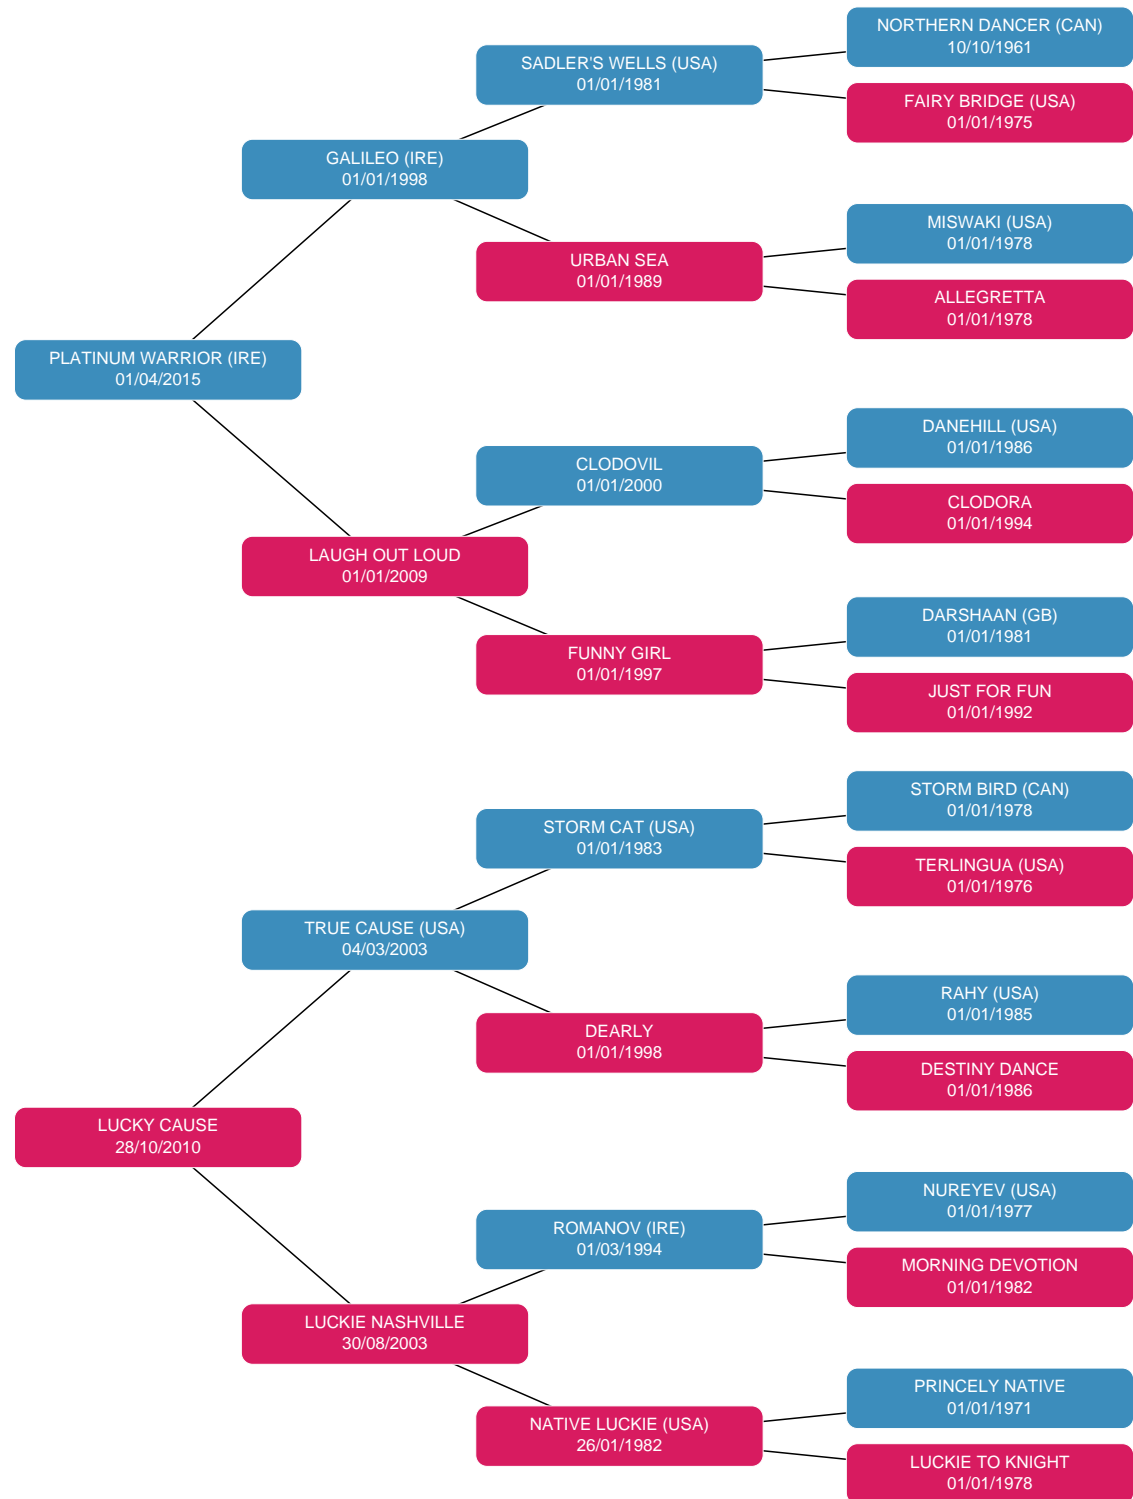 NORTHERN DANCER (CAN)
10/10/1961
SADLER'S WELLS (USA)
01/01/1981
FAIRY BRIDGE (USA)
01/01/1975
GALILEO (IRE)
01/01/1998
MISWAKI (USA)
01/01/1978
URBAN SEA
01/01/1989
ALLEGRETTA
01/01/1978
PLATINUM WARRIOR (IRE)
01/04/2015
DANEHILL (USA)
01/01/1986
CLODOVIL
01/01/2000
CLODORA
01/01/1994
LAUGH OUT LOUD
01/01/2009
DARSHAAN (GB)
01/01/1981
FUNNY GIRL
01/01/1997
JUST FOR FUN
01/01/1992
STORM BIRD (CAN)
01/01/1978
STORM CAT (USA)
01/01/1983
TERLINGUA (USA)
01/01/1976
TRUE CAUSE (USA)
04/03/2003
RAHY (USA)
01/01/1985
DEARLY
01/01/1998
DESTINY DANCE
01/01/1986
LUCKY CAUSE
28/10/2010
NUREYEV (USA)
01/01/1977
ROMANOV (IRE)
01/03/1994
MORNING DEVOTION
01/01/1982
LUCKIE NASHVILLE
30/08/2003
PRINCELY NATIVE
01/01/1971
NATIVE LUCKIE (USA)
26/01/1982
LUCKIE TO KNIGHT
01/01/1978